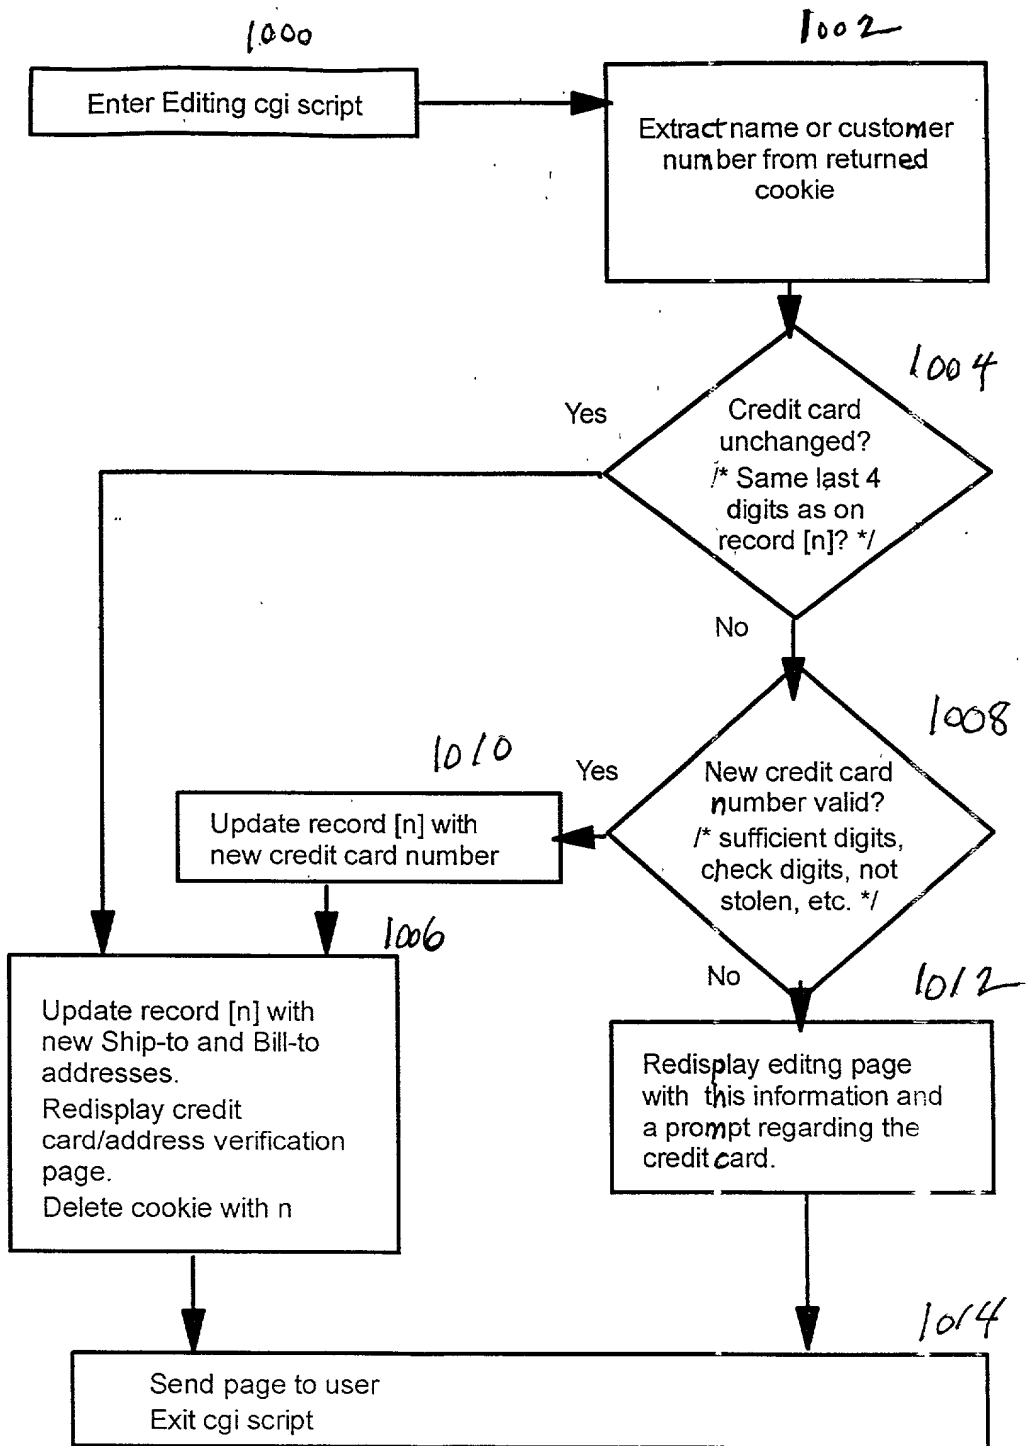 1000
Enter Editing cgi script
1002
Extract name or customer
number from returned
cookie
1004
Yes
Credit card
unchanged?
/* Same last 4
digits as on
record [n]? */
No
1008
1010
Yes
New credit card
number valid?
/* sufficient digits,
check digits, not
stolen, etc. */
Update record [n] with
new credit card number
1006
No
1012
Update record [n] with
new Ship-to and Bill-to
addresses.
Redisplay credit
card/address verification
page.
Delete cookie with n
Redisplay editng page
with this information and
a prompt regarding the
credit card.
1014
Send page to user
Exit cgi script